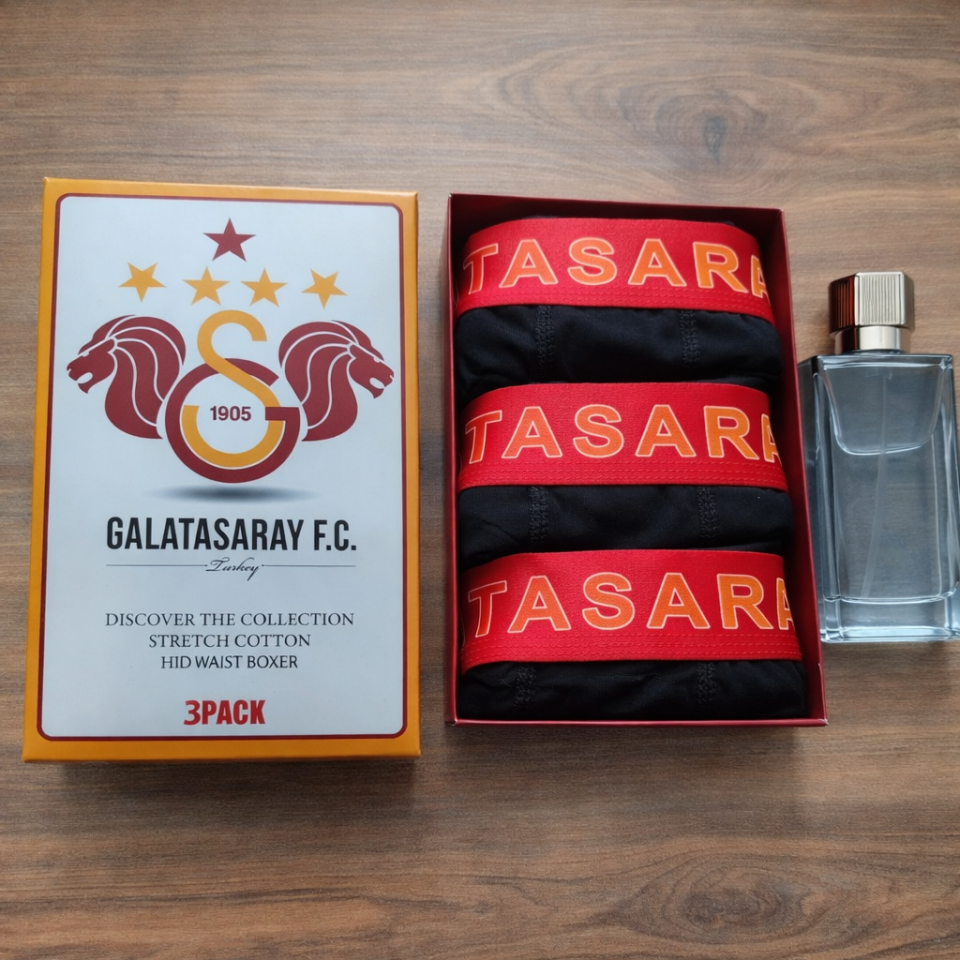 1905
GALATASARAY F.C.
Turkey
DISCOVER THE COLLECTION
STRETCH COTTON
HID WAIST BOXER
3PACK
TASARA
TASARA
TASARA